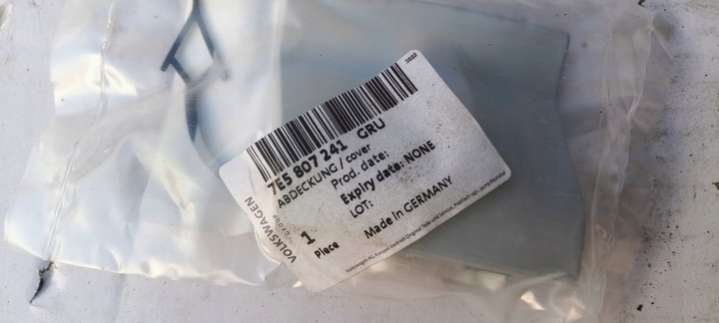 7E5 807 241 GRU
ABDECKUNG / cover
Prod. date:
Expiry date: NONE
LOT:
1
Piece
Made in GERMANY
VOLKSWAGEN